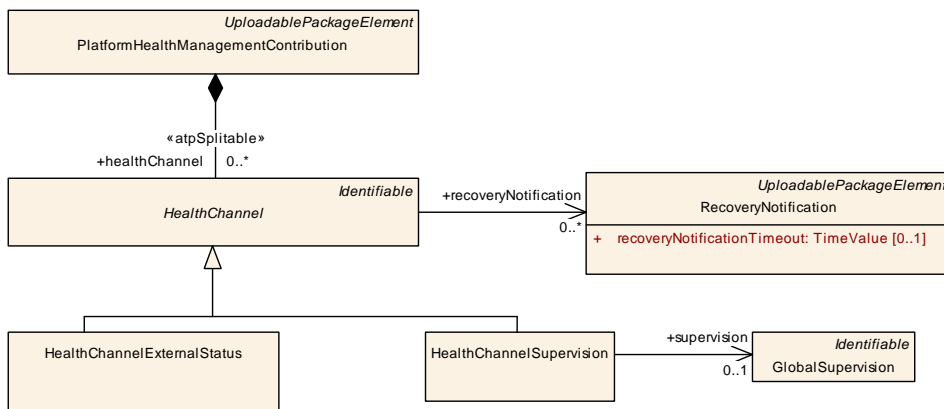 UploadablePackageElement
PlatformHealthManagementContribution
«atpSplitable»
+healthChannel 0..*
Identifiable
HealthChannel
+recoveryNotification
0..*
UploadablePackageElement
RecoveryNotification
+ recoveryNotificationTimeout: TimeValue [0..1]
HealthChannelExternalStatus
HealthChannelSupervision
+supervision
0..1
Identifiable
GlobalSupervision